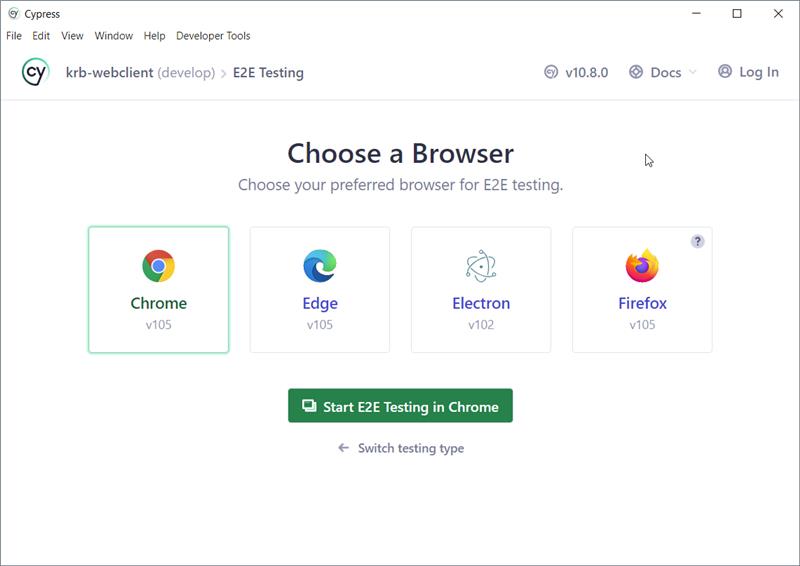 Cypress
File Edit View Window Help Developer Tools
cy krb-webclient (develop) > E2E Testing cy v10.8.0 Docs Log In
Choose a Browser
Choose your preferred browser for E2E testing.
?
Chrome Edge Electron Firefox
v105 v105 v102 v105
Start E2E Testing in Chrome
← Switch testing type